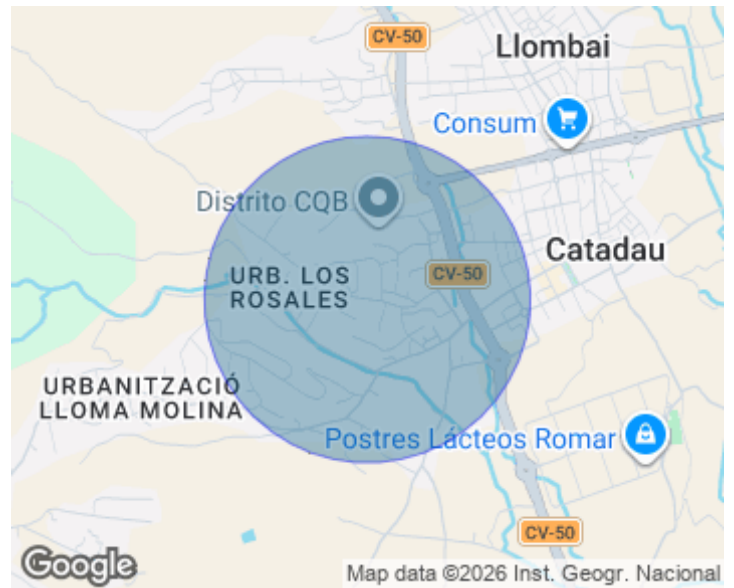 CV-50
Llombai
Consum
Distrito CQB
Catadau
CV-50
URB. LOS
ROSALES
URBANITZACIÓ
LLOMA MOLINA
Postres Lácteos Romar
CV-50
Google
Map data ©2026 Inst. Geogr. Nacional